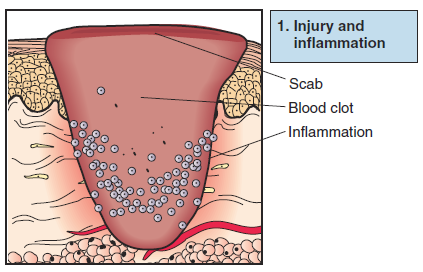 1. Injury and
inflammation
Scab
Blood clot
Inflammation